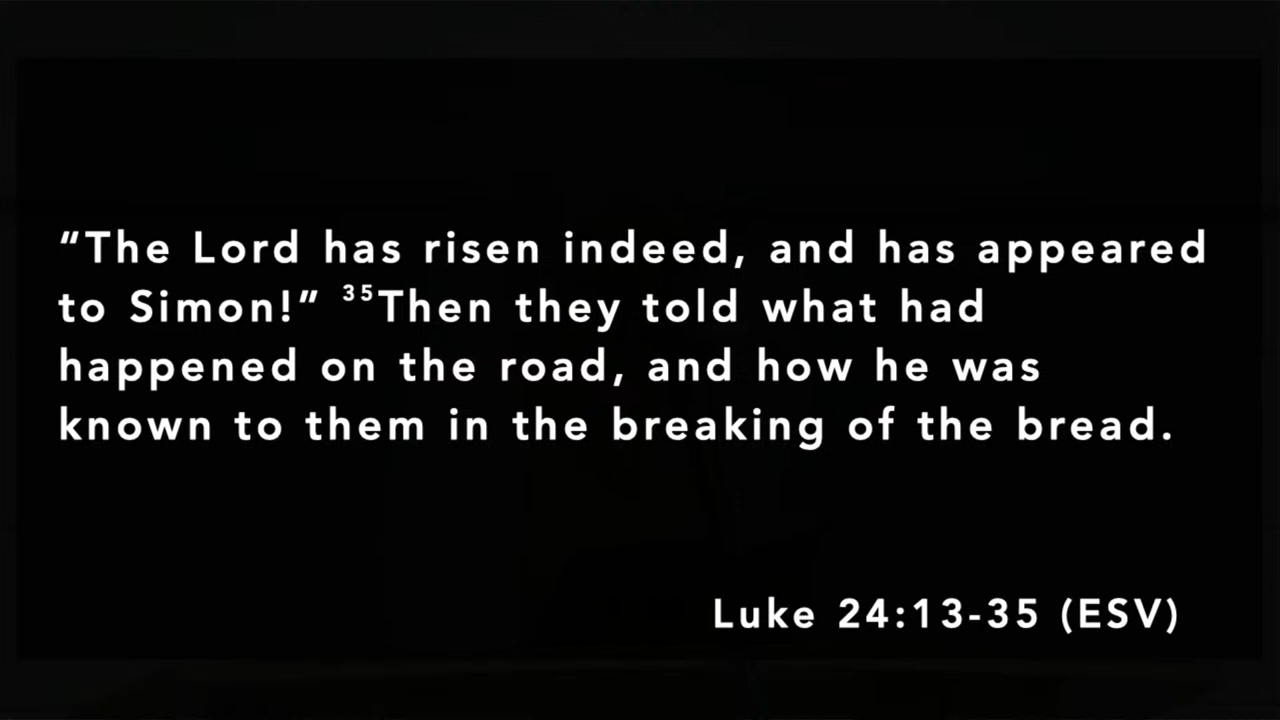 “The Lord has risen indeed, and has appeared
to Simon!” ³⁵Then they told what had
happened on the road, and how he was
known to them in the breaking of the bread.
Luke 24:13-35 (ESV)